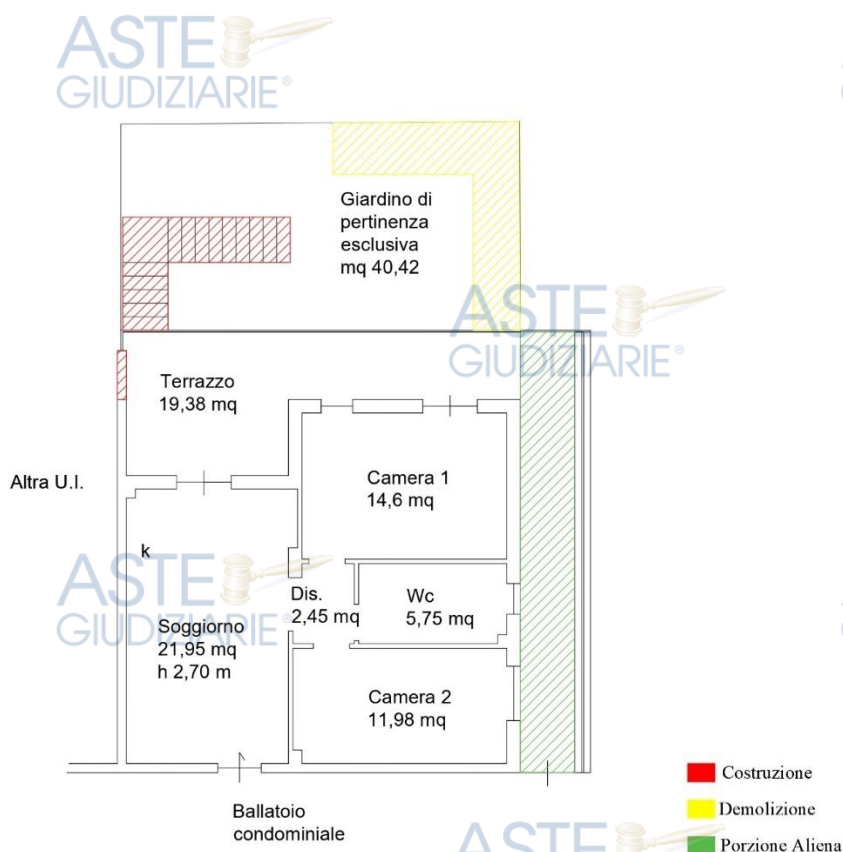 ASTE
GIUDIZIARIE®
Giardino di
pertinenza
esclusiva
mq 40,42
ASTE
GIUDIZIARIE®
Terrazzo
19,38 mq
Altra U.I.
Camera 1
14,6 mq
k
ASTE
GIUDIZIARIE®
Dis.
2,45 mq
Wc
5,75 mq
Soggiorno
21,95 mq
h 2,70 m
Camera 2
11,98 mq
Ballatoio
condominiale
Costruzione
Demolizione
Porzione Aliena
ASTE